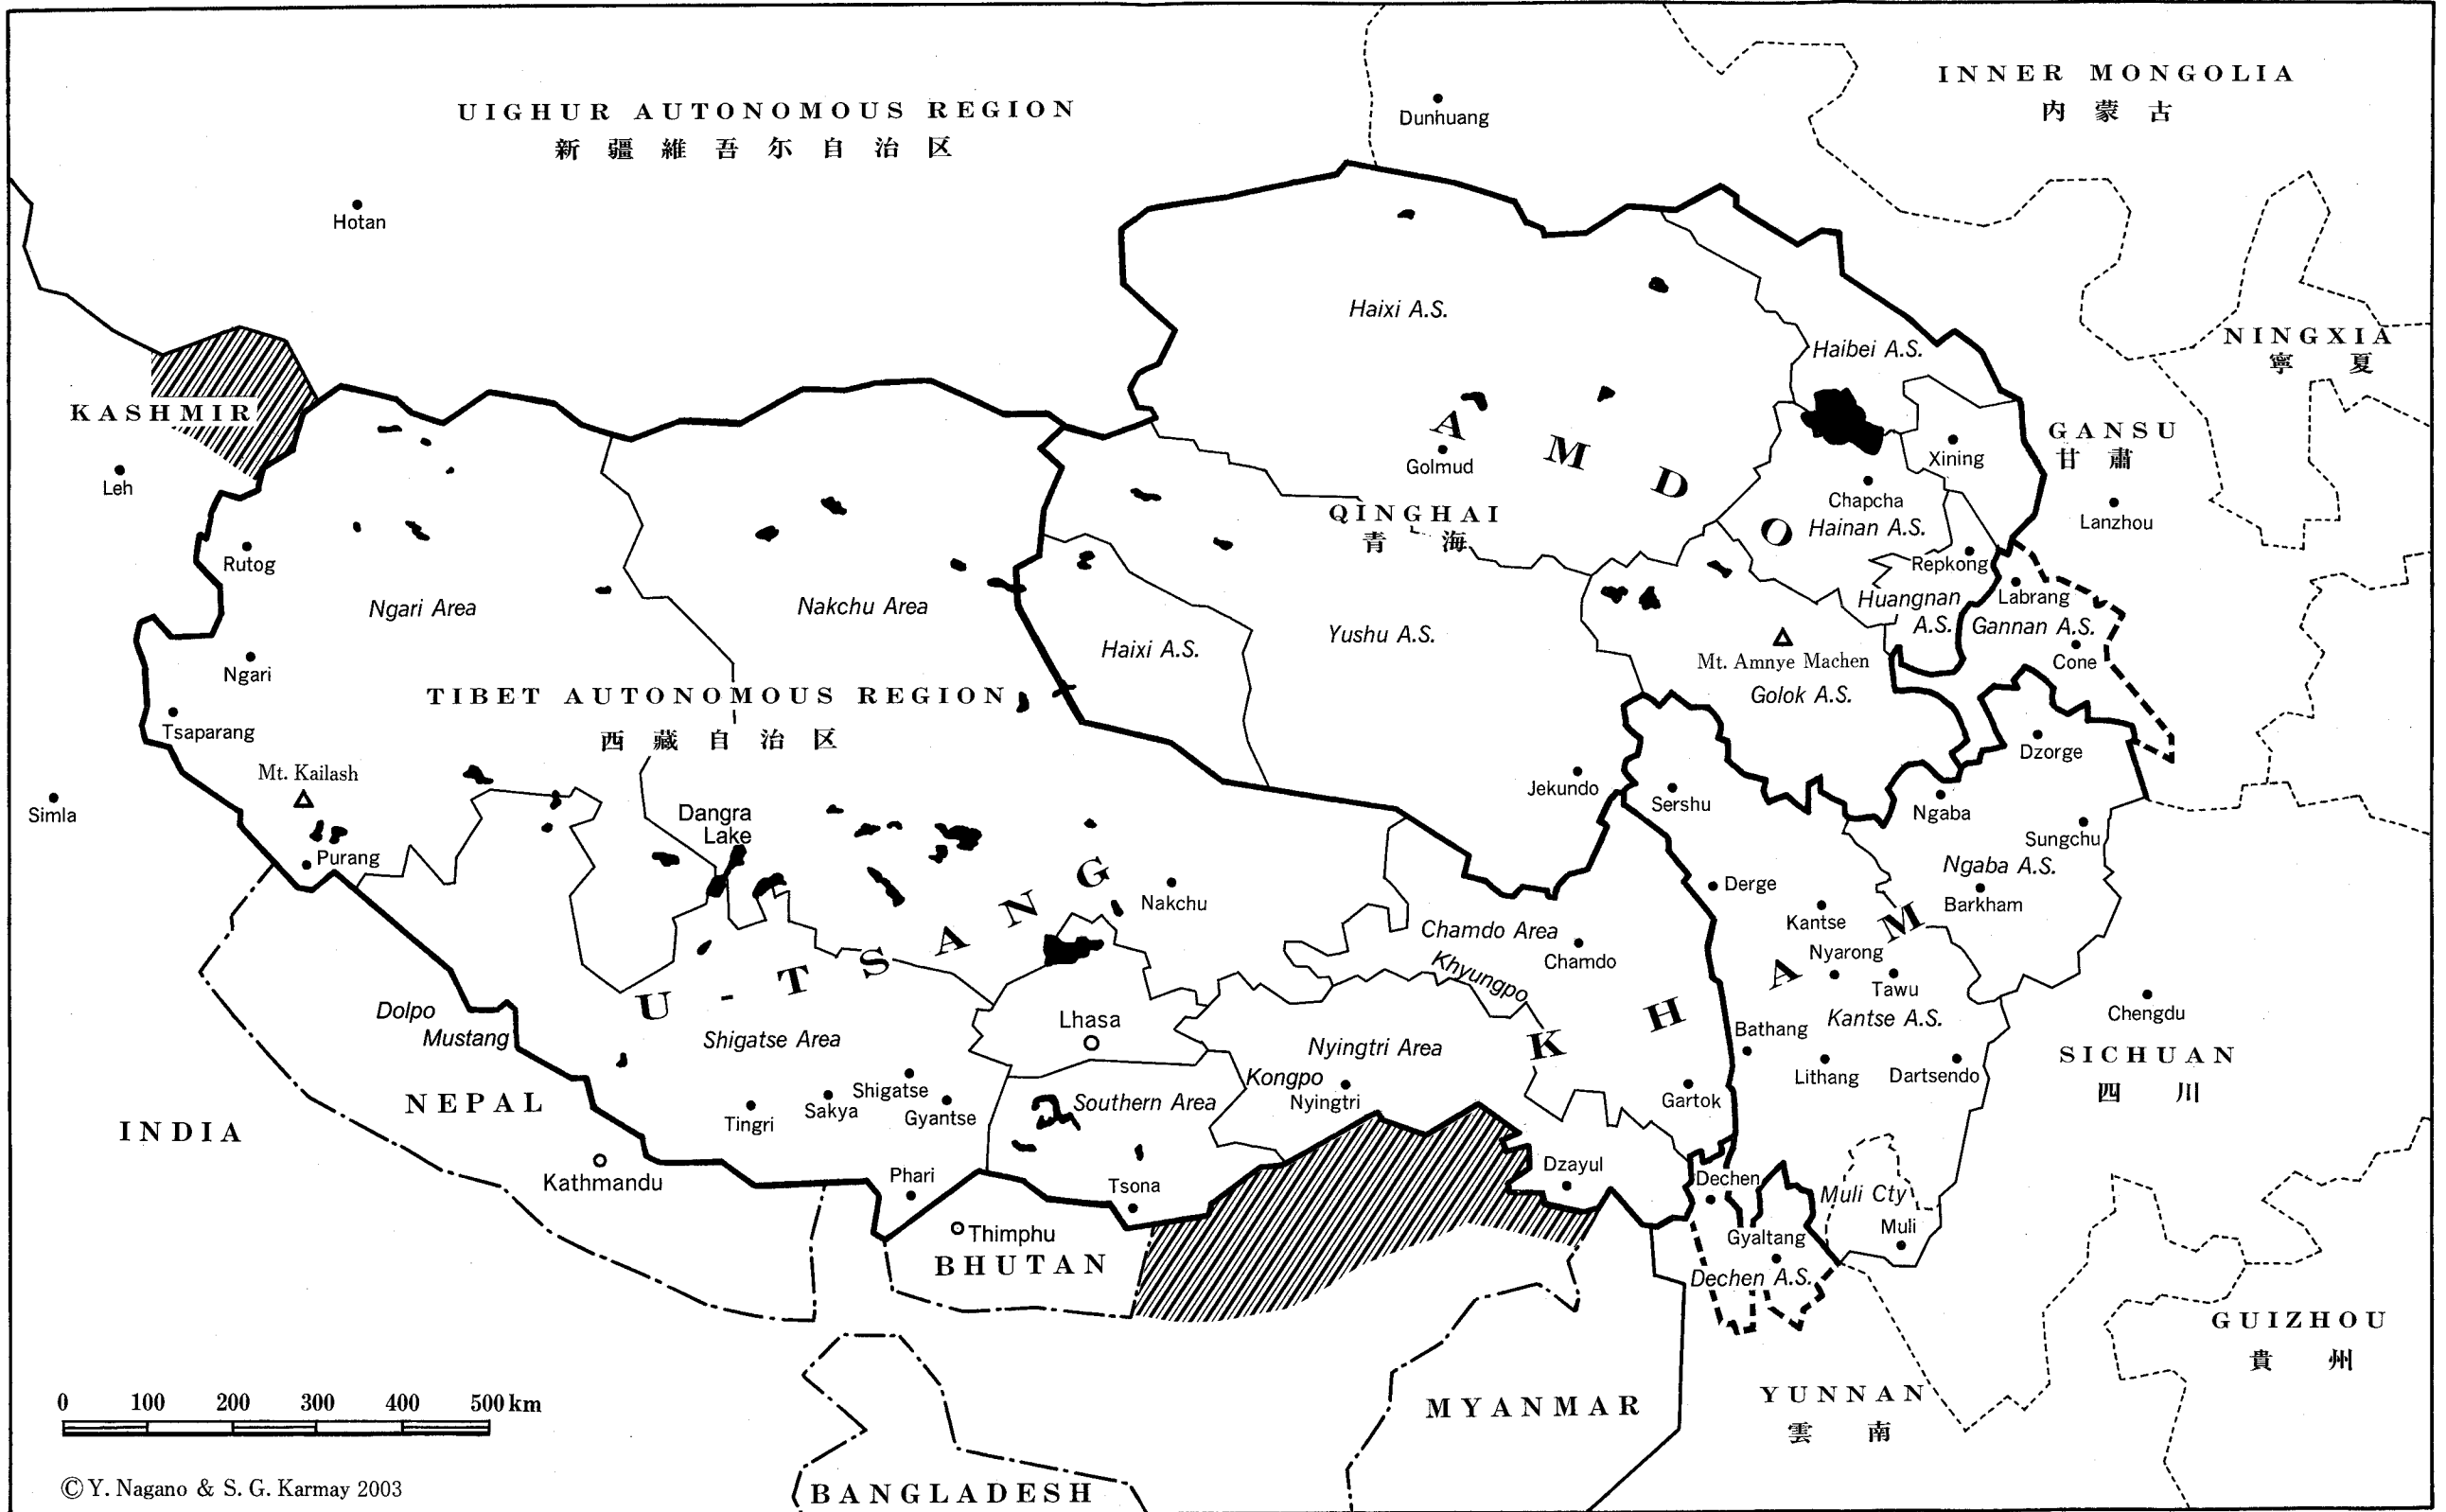 INNER MONGOLIA
内 蒙 古
UIGHUR AUTONOMOUS REGION
新 疆 維 吾 尔 自 治 区
Dunhuang
Hotan
Haixi A.S.
Haibei A.S.
NINGXIA
寧 夏
KASHMIR
Leh
AMDO
Golmud
Xining
GANSU
甘 肅
Chapcha
Hainan A.S.
Lanzhou
QINGHAI
青 海
Rutog
Repkong
Ngari Area
Nakchu Area
Huangnan
A.S.
Labrang
Gannan A.S.
Haixi A.S.
Yushu A.S.
Cone
Ngari
Mt. Amnye Machen
Golok A.S.
TIBET AUTONOMOUS REGION
西 藏 自 治 区
Tsaparang
Dzorge
Mt. Kailash
Jekundo
Sershu
Simla
Dangra
Lake
Ngaba
Sungchu
Purang
Ngaba A.S.
Derge
Nakchu
Barkham
Kantse
U-TSANG
Chamdo Area
Chamdo
Nyarong
Khyungpo
Tawu
KHAM
Dolpo
Mustang
Shigatse Area
Lhasa
Nyingtri Area
Bathang
Kantse A.S.
Chengdu
SICHUAN
四 川
Lithang
Dartsendo
Kongpo
Nyingtri
Shigatse
Sakya
Gyantse
Tingri
Southern Area
Gartok
NEPAL
INDIA
Kathmandu
Phari
Tsona
Dzayul
Dechen
Muli Cty
Muli
Thimphu
BHUTAN
Gyaltang
Dechen A.S.
GUIZHOU
貴 州
YUNNAN
雲 南
MYANMAR
BANGLADESH
0 100 200 300 400 500 km
© Y. Nagano & S. G. Karmay 2003